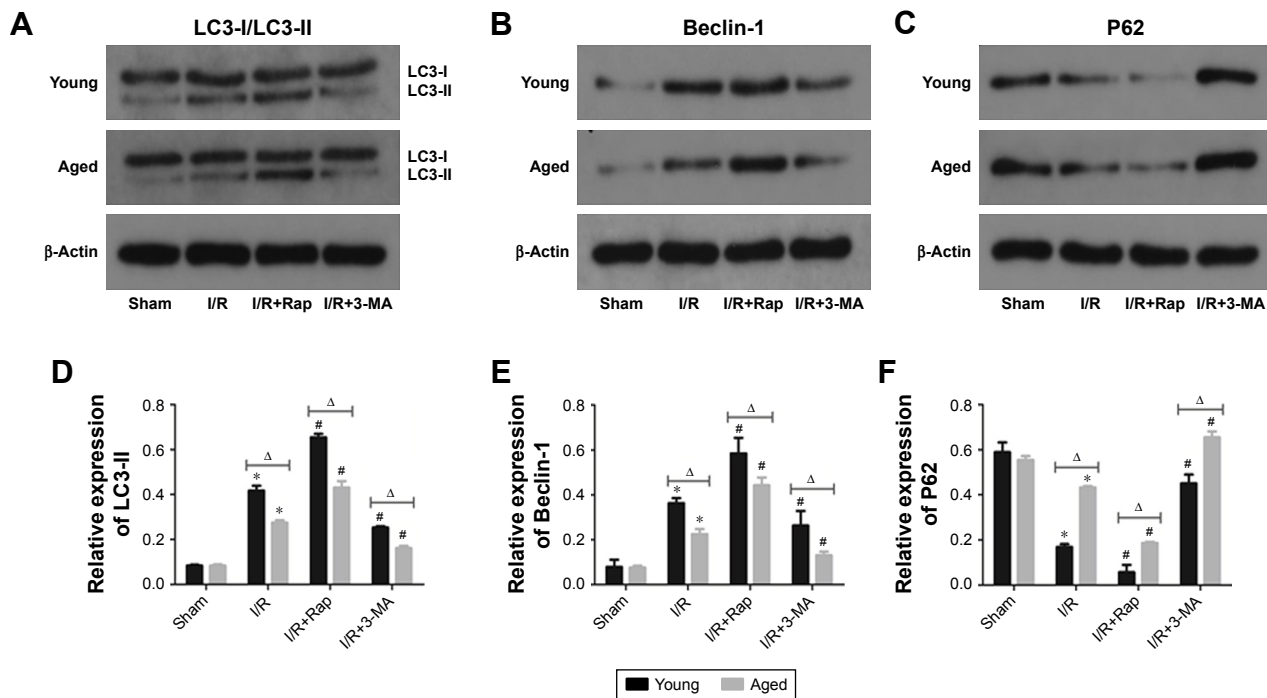 A
LC3-I/LC3-II
Young
LC3-I
LC3-II
Aged
LC3-I
LC3-II
β-Actin
Sham I/R I/R+Rap I/R+3-MA
B
Beclin-1
Young
Aged
β-Actin
Sham I/R I/R+Rap I/R+3-MA
C
P62
Young
Aged
β-Actin
Sham I/R I/R+Rap I/R+3-MA
D
Relative expression
of LC3-II
0.8
0.6
0.4
0.2
0.0
* Δ *
# Δ #
# Δ #
Sham I/R I/R+Rap I/R+3-MA
E
Relative expression
of Beclin-1
0.8
0.6
0.4
0.2
0.0
* Δ *
# Δ #
# Δ #
Sham I/R I/R+Rap I/R+3-MA
F
Relative expression
of P62
0.8
0.6
0.4
0.2
0.0
* Δ *
# Δ #
# Δ #
Sham I/R I/R+Rap I/R+3-MA
Young Aged